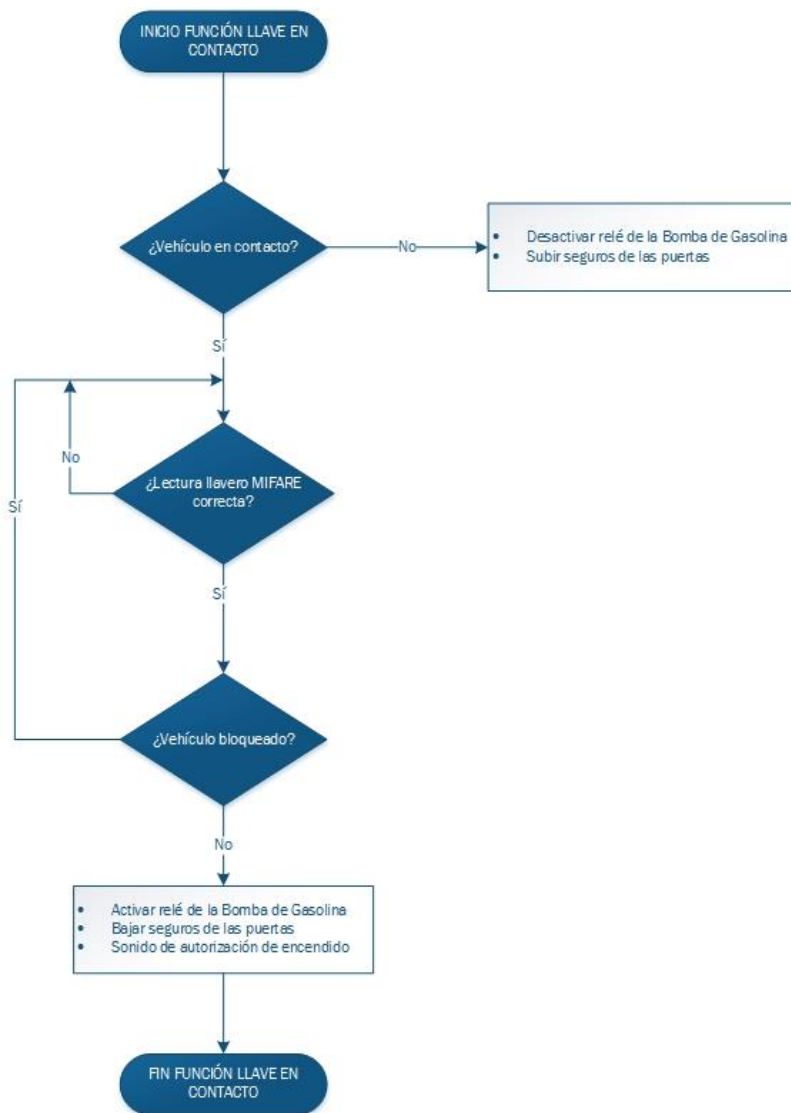 INICIO FUNCIÓN LLAVE EN
CONTACTO
¿Vehículo en contacto?
No
• Desactivar relé de la Bomba de Gasolina
• Subir seguros de las puertas
Sí
No
¿Lectura llavero MIFARE
correcta?
Sí
Sí
¿Vehículo bloqueado?
No
• Activar relé de la Bomba de Gasolina
• Bajar seguros de las puertas
• Sonido de autorización de encendido
FIN FUNCIÓN LLAVE EN
CONTACTO